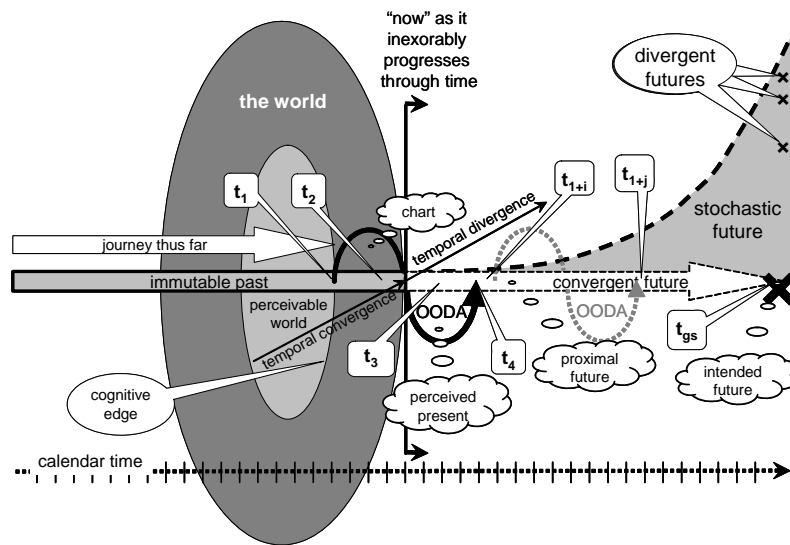 “now” as it
inexorably
progresses
through time
divergent
futures
the world
t1
t2
t1+i
t1+j
chart
temporal divergence
stochastic
future
journey thus far
immutable past
convergent future
perceivable
world
temporal convergence
OODA
OODA
t3
t4
tgs
cognitive
edge
perceived
present
proximal
future
intended
future
calendar time